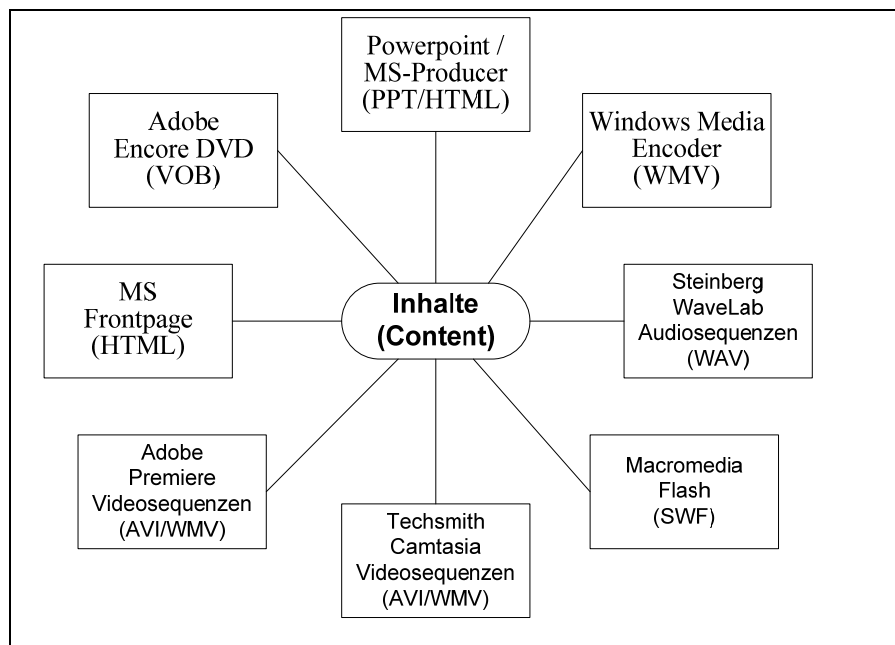 Powerpoint /
MS-Producer
(PPT/HTML)
Adobe
Encore DVD
(VOB)
Windows Media
Encoder
(WMV)
MS
Frontpage
(HTML)
Inhalte
(Content)
Steinberg
WaveLab
Audiosequenzen
(WAV)
Adobe
Premiere
Videosequenzen
(AVI/WMV)
Techsmith
Camtasia
Videosequenzen
(AVI/WMV)
Macromedia
Flash
(SWF)